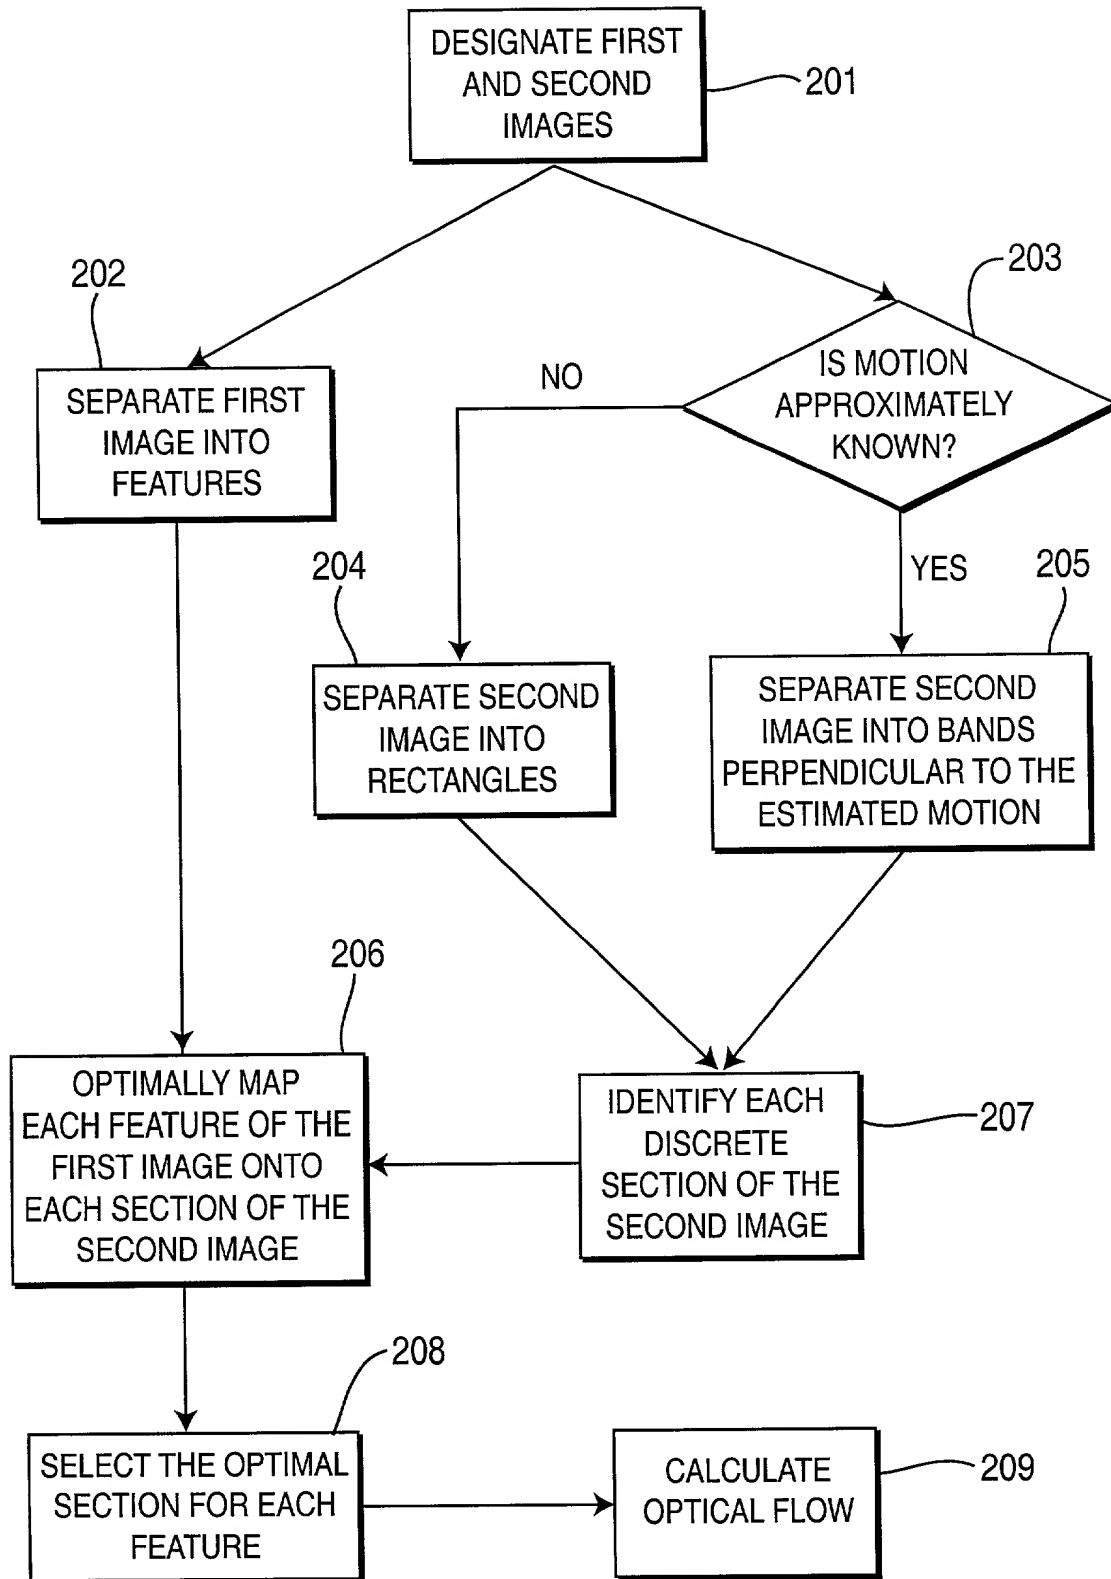 DESIGNATE FIRST
AND SECOND
IMAGES
201
202
203
SEPARATE FIRST
IMAGE INTO
FEATURES
IS MOTION
APPROXIMATELY
KNOWN?
NO
YES
204
205
SEPARATE SECOND
IMAGE INTO
RECTANGLES
SEPARATE SECOND
IMAGE INTO BANDS
PERPENDICULAR TO THE
ESTIMATED MOTION
206
OPTIMALLY MAP
EACH FEATURE OF THE
FIRST IMAGE ONTO
EACH SECTION OF THE
SECOND IMAGE
IDENTIFY EACH
DISCRETE
SECTION OF THE
SECOND IMAGE
207
208
SELECT THE OPTIMAL
SECTION FOR EACH
FEATURE
CALCULATE
OPTICAL FLOW
209